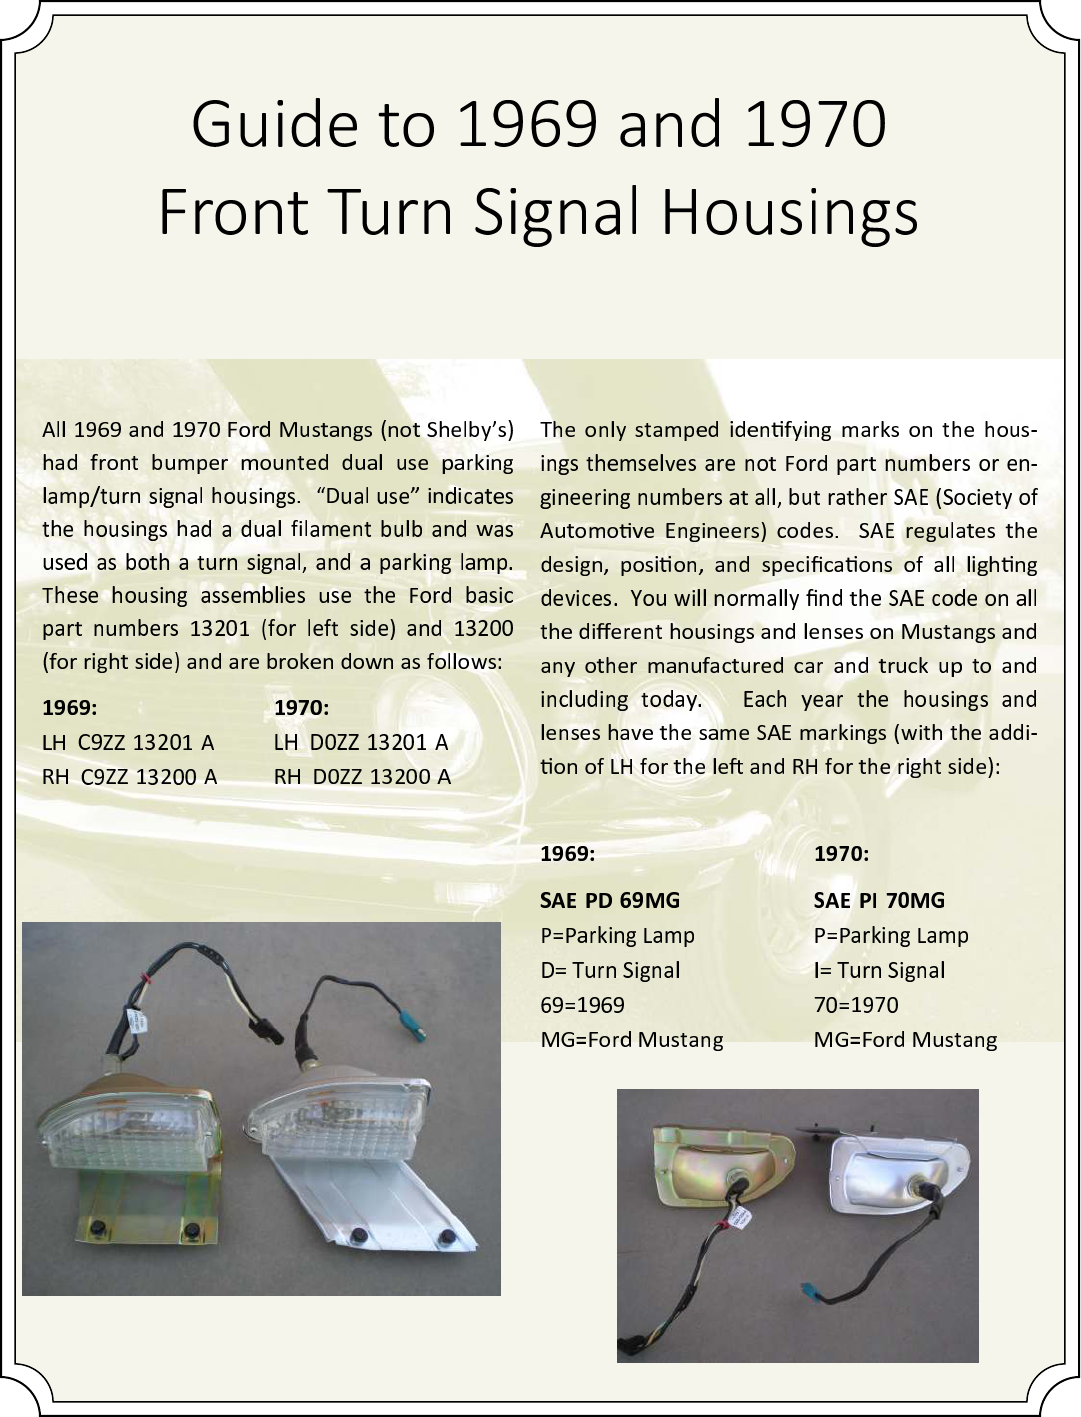 Guide to 1969 and 1970
Front Turn Signal Housings
All 1969 and 1970 Ford Mustangs (not Shelby’s)
had front bumper mounted dual use parking
lamp/turn signal housings. “Dual use” indicates
the housings had a dual filament bulb and was
used as both a turn signal, and a parking lamp.
These housing assemblies use the Ford basic
part numbers 13201 (for left side) and 13200
(for right side) and are broken down as follows:
1969:
LH C9ZZ 13201 A
RH C9ZZ 13200 A
1970:
LH D0ZZ 13201 A
RH D0ZZ 13200 A
The only stamped identifying marks on the hous-
ings themselves are not Ford part numbers or en-
gineering numbers at all, but rather SAE (Society of
Automotive Engineers) codes. SAE regulates the
design, position, and specifications of all lighting
devices. You will normally find the SAE code on all
the different housings and lenses on Mustangs and
any other manufactured car and truck up to and
including today. Each year the housings and
lenses have the same SAE markings (with the addi-
tion of LH for the left and RH for the right side):
1969:
SAE PD 69MG
P=Parking Lamp
D= Turn Signal
69=1969
MG=Ford Mustang
1970:
SAE PI 70MG
P=Parking Lamp
I= Turn Signal
70=1970
MG=Ford Mustang